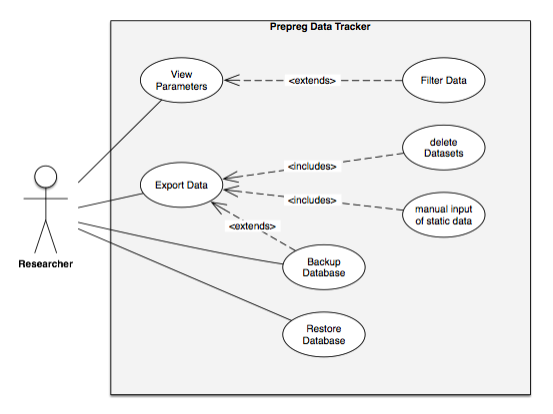 Prepreg Data Tracker
View
Parameters
<extends>
Filter Data
delete
Datasets
<includes>
Export Data
<includes>
manual input
of static data
<extends>
Backup
Database
Researcher
Restore
Database